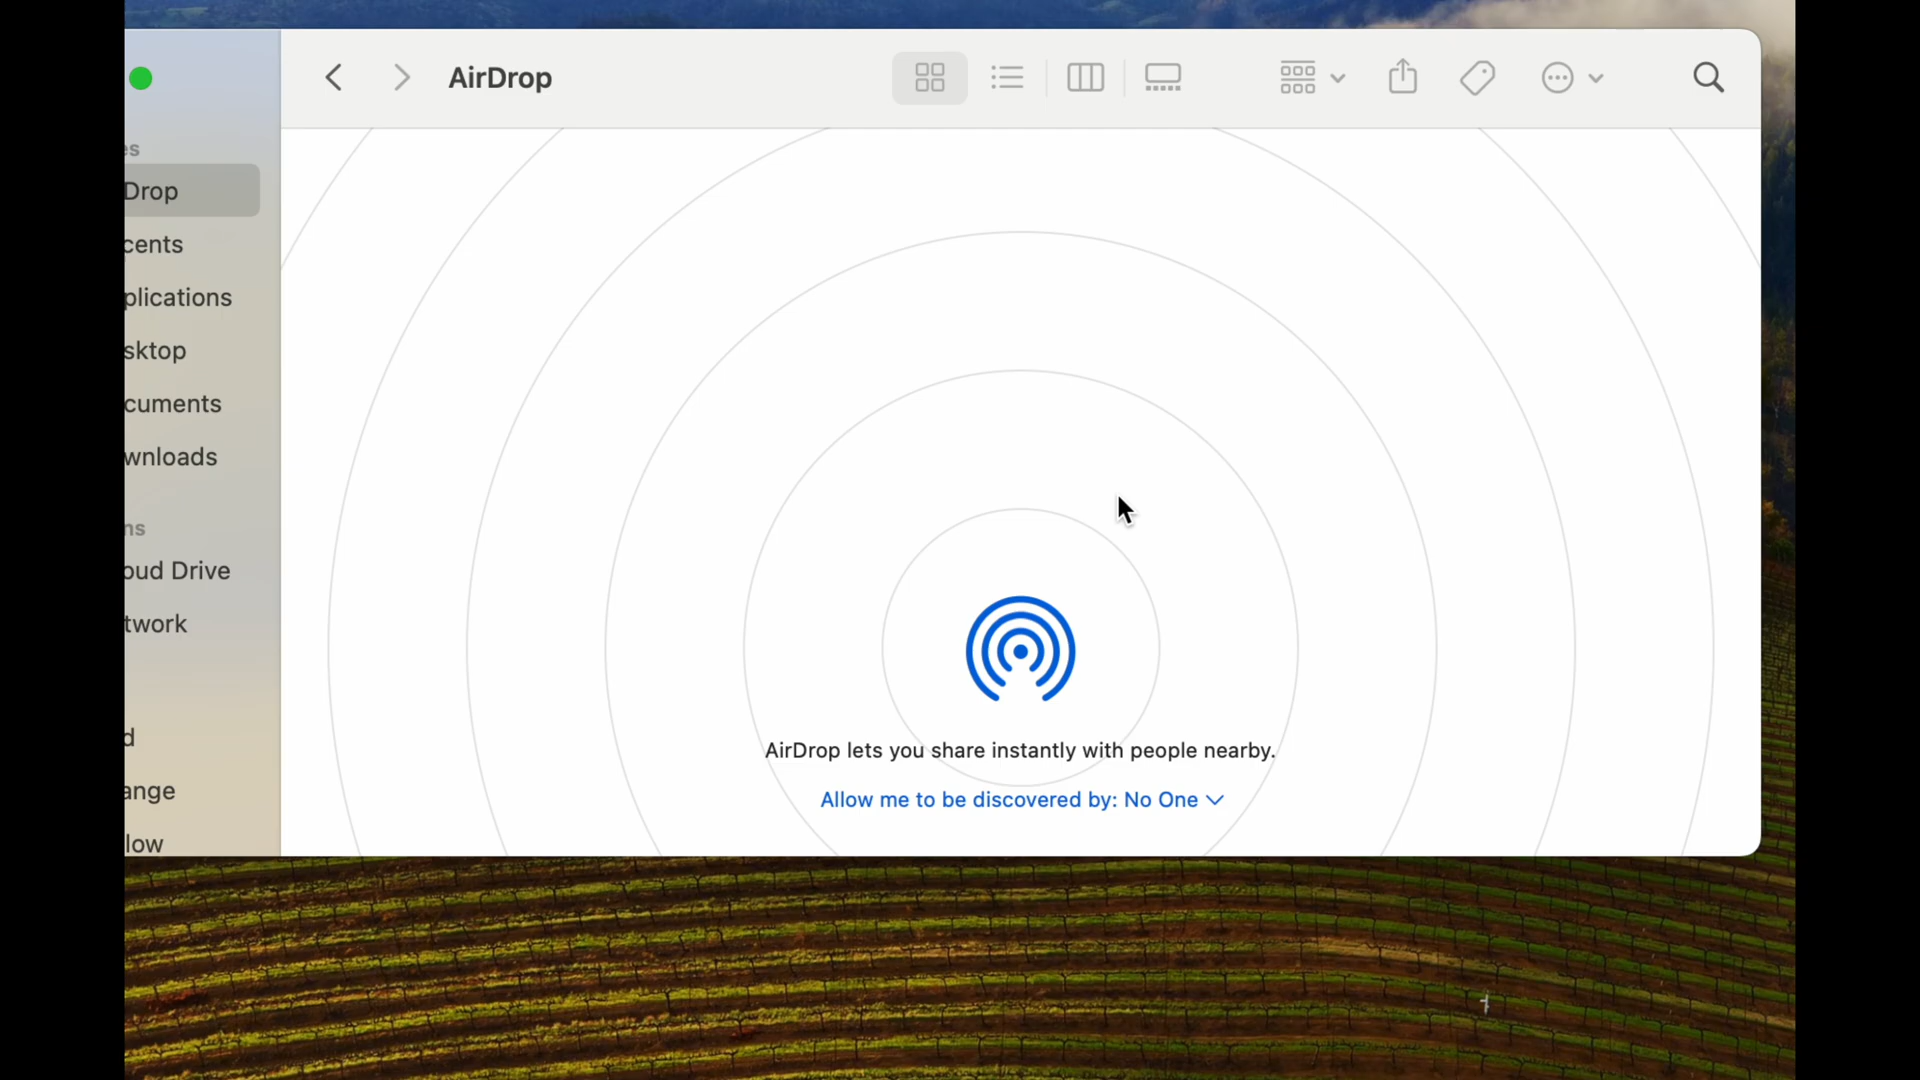 AirDrop
es
Drop
cents
plications
sktop
cuments
wnloads
ns
oud Drive
twork
d
ange
low
AirDrop lets you share instantly with people nearby.
Allow me to be discovered by: No One